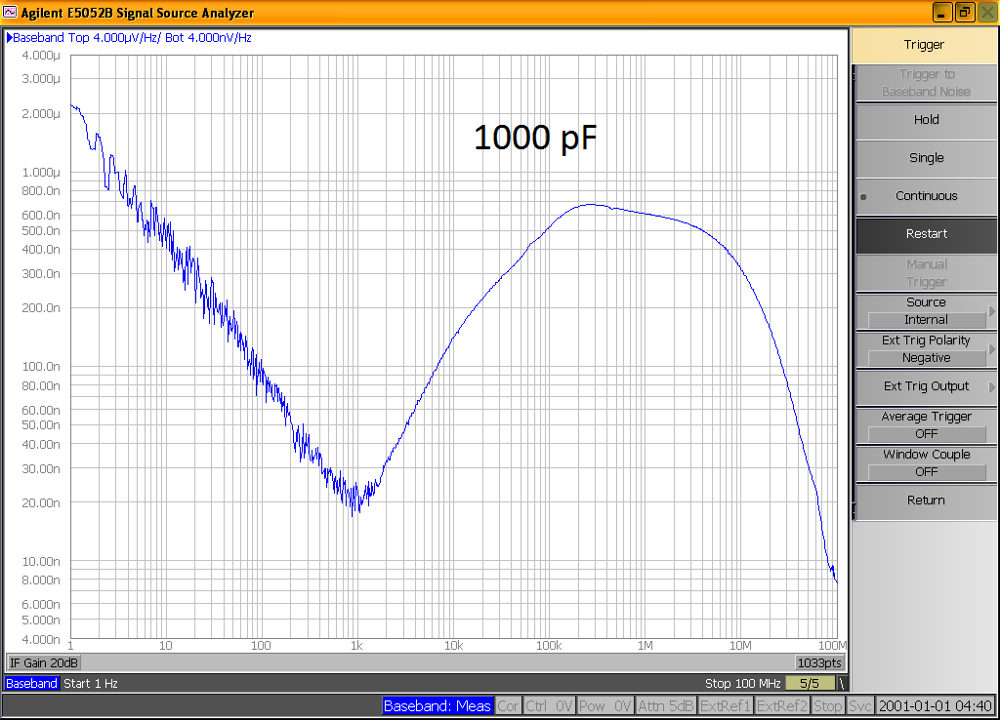 Agilent E5052B Signal Source Analyzer
Baseband Top 4.000µV/Hz/ Bot 4.000nV/Hz
4.000µ
3.000µ
2.000µ
1.000µ
800.0n
600.0n
500.0n
400.0n
300.0n
200.0n
100.0n
80.00n
60.00n
50.00n
40.00n
30.00n
20.00n
10.00n
8.000n
6.000n
5.000n
4.000n
1000 pF
1 10 100 1k 10k 100k 1M 10M 100M
IF Gain 20dB 1033pts
Baseband Start 1 Hz Stop 100 MHz 5/5 \
Trigger
Trigger to
Baseband Noise
Hold
Single
Continuous
Restart
Manual
Trigger
Source
Internal
Ext Trig Polarity
Negative
Ext Trig Output
Average Trigger
OFF
Window Couple
OFF
Return
Baseband: Meas Cor Ctrl 0V Pow 0V Attn 5dB ExtRef1 ExtRef2 Stop Svc 2001-01-01 04:40